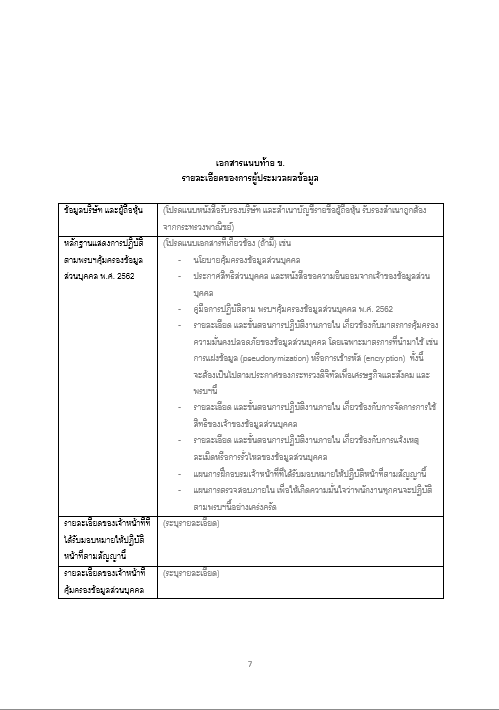 เอกสารแนบท้าย ข.
รายละเอียดของการผู้ประมวลผลข้อมูล
ข้อมูลบริษัท และผู้ถือหุ้น
(โปรดแนบหนังสือรับรองบริษัท และสำเนาบัญชีรายชื่อผู้ถือหุ้น รับรองสำเนาถูกต้อง
จากกระทรวงพาณิชย์)
หลักฐานแสดงการปฏิบัติ
ตามพรบฯคุ้มครองข้อมูล
ส่วนบุคคล พ.ศ. 2562
(โปรดแนบเอกสารที่เกี่ยวข้อง (ถ้ามี) เช่น
- นโยบายคุ้มครองข้อมูลส่วนบุคคล
- ประกาศสิทธิส่วนบุคคล และหนังสือขอความยินยอมจากเจ้าของข้อมูลส่วน
บุคคล
- คู่มือการปฏิบัติตาม พรบฯคุ้มครองข้อมูลส่วนบุคคล พ.ศ. 2562
- รายละเอียด และขั้นตอนการปฏิบัติงานภายใน เกี่ยวข้องกับมาตรการคุ้มครอง
ความมั่นคงปลอดภัยของข้อมูลส่วนบุคคล โดยเฉพาะมาตรการที่นำมาใช้ เช่น
การแฝงข้อมูล (pseudonymization) หรือการเข้ารหัส (encryption) ทั้งนี้
จะต้องเป็นไปตามประกาศของกระทรวงดิจิทัลเพื่อเศรษฐกิจและสังคม และ
พรบฯนี้
- รายละเอียด และขั้นตอนการปฏิบัติงานภายใน เกี่ยวข้องกับการจัดการการใช้
สิทธิของเจ้าของข้อมูลส่วนบุคคล
- รายละเอียด และขั้นตอนการปฏิบัติงานภายใน เกี่ยวข้องกับการแจ้งเหตุ
ละเมิดหรือการรั่วไหลของข้อมูลส่วนบุคคล
- แผนการฝึกอบรมเจ้าหน้าที่ที่ได้รับมอบหมายให้ปฏิบัติหน้าที่ตามสัญญานี้
- แผนการตรวจสอบภายใน เพื่อให้เกิดความมั่นใจว่าพนักงานทุกคนจะปฏิบัติ
ตามพรบฯนี้อย่างเคร่งครัด
รายละเอียดของเจ้าหน้าที่ที่
ได้รับมอบหมายให้ปฏิบัติ
หน้าที่ตามสัญญานี้
(ระบุรายละเอียด)
รายละเอียดของเจ้าหน้าที่
คุ้มครองข้อมูลส่วนบุคคล
(ระบุรายละเอียด)
7